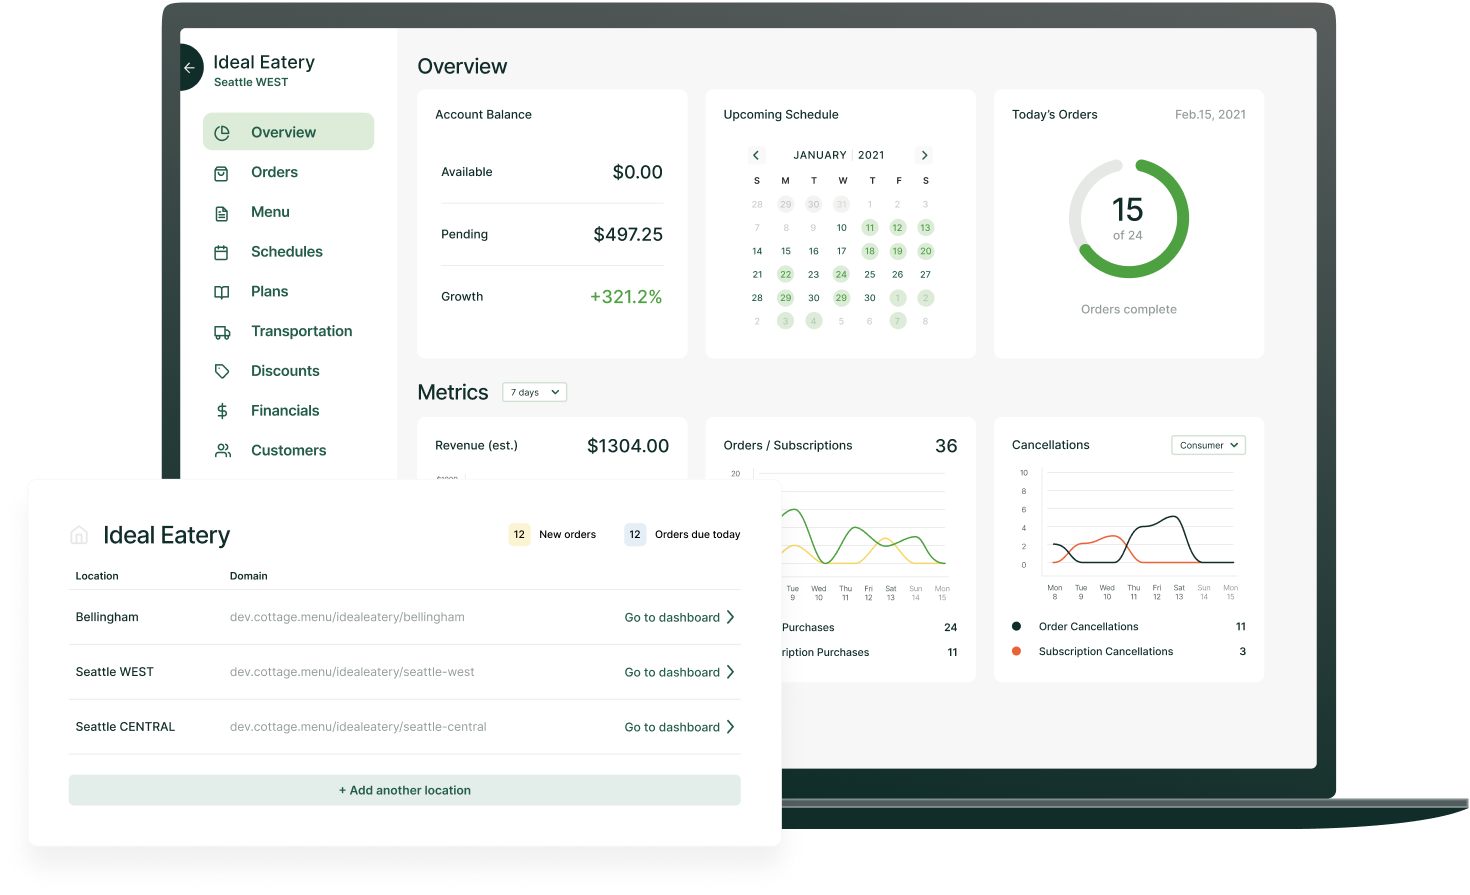 Ideal Eatery
Seattle WEST
Overview
Orders
Menu
Schedules
Plans
Transportation
Discounts
Financials
Customers
Overview
Account Balance
Available $0.00
Pending $497.25
Growth +321.2%
Upcoming Schedule
JANUARY 2021
S M T W T F S
28 29 30 31 1 2 3
7 8 9 10 11 12 13
14 15 16 17 18 19 20
21 22 23 24 25 26 27
28 29 30 29 30 1 2
2 3 4 5 6 7 8
Today's Orders Feb.15, 2021
15
of 24
Orders complete
Metrics 7 days
Revenue (est.) $1304.00
Orders / Subscriptions 36
20
Tue Wed Thu Fri Sat Sun Mon
9 10 11 12 13 14 15
Purchases 24
ription Purchases 11
Cancellations Consumer
10
8
6
4
2
0
Mon Tue Wed Thu Fri Sat Sun Mon
8 9 10 11 12 13 14 15
Order Cancellations 11
Subscription Cancellations 3
Ideal Eatery
12 New orders 12 Orders due today
Location Domain
Bellingham dev.cottage.menu/idealeatery/bellingham Go to dashboard
Seattle WEST dev.cottage.menu/idealeatery/seattle-west Go to dashboard
Seattle CENTRAL dev.cottage.menu/idealeatery/seattle-central Go to dashboard
+ Add another location